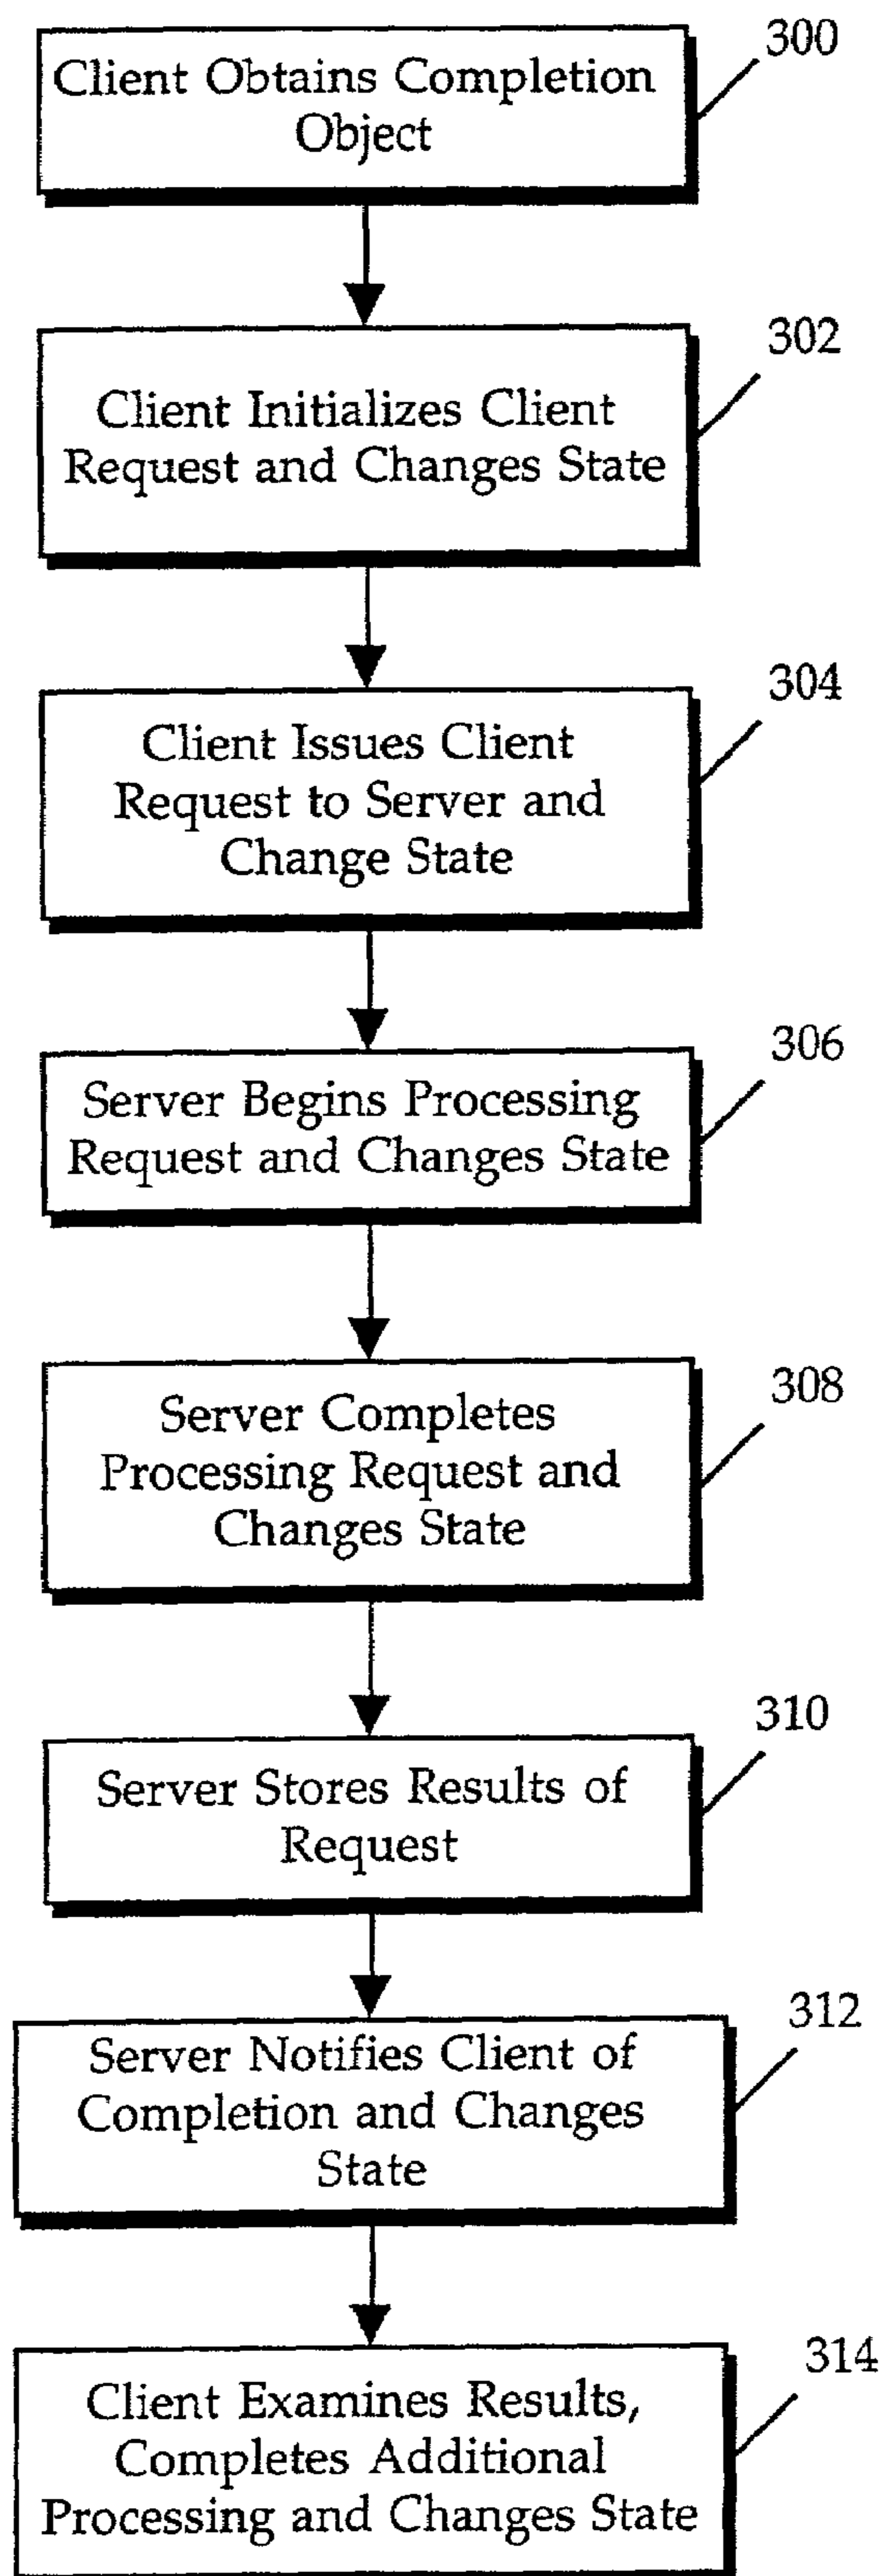 300
Client Obtains Completion
Object
302
Client Initializes Client
Request and Changes State
304
Client Issues Client
Request to Server and
Change State
306
Server Begins Processing
Request and Changes State
308
Server Completes
Processing Request and
Changes State
310
Server Stores Results of
Request
312
Server Notifies Client of
Completion and Changes
State
314
Client Examines Results,
Completes Additional
Processing and Changes State